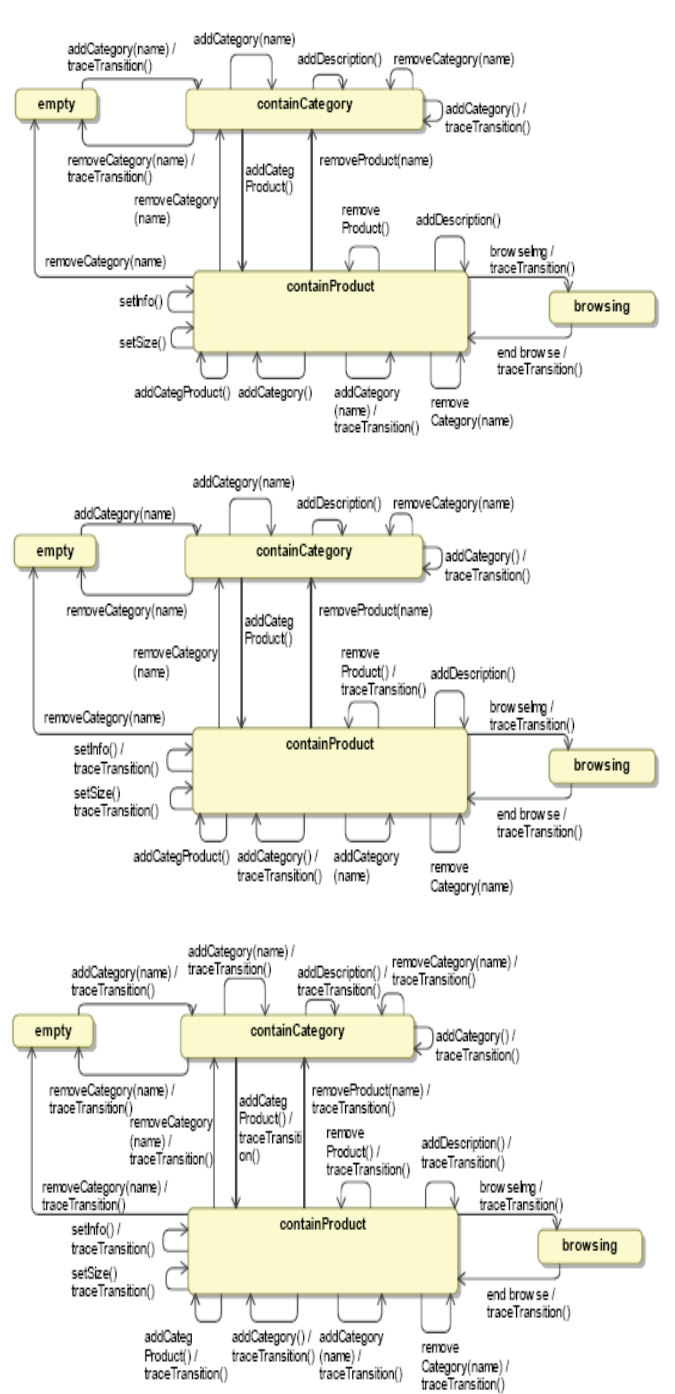 addCategory(name) /
traceTransition()
addCategory(name)
addDescription()
removeCategory(name)
empty
containCategory
addCategory() /
traceTransition()
removeCategory(name) /
traceTransition()
removeCategory
(name)
addCateg
Product()
removeProduct(name)
remove
Product()
addDescription()
removeCategory(name)
browseImg /
traceTransition()
containProduct
setInfo()
browsing
setSize()
end browse /
traceTransition()
addCategProduct()
addCategory()
addCategory
(name) /
traceTransition()
remove
Category(name)
addCategory(name)
addCategory(name)
addDescription()
removeCategory(name)
empty
containCategory
addCategory() /
traceTransition()
removeCategory(name)
removeCategory
(name)
addCateg
Product()
removeProduct(name)
remove
Product() /
traceTransition()
addDescription()
removeCategory(name)
browseImg /
traceTransition()
containProduct
setInfo() /
traceTransition()
browsing
setSize()
traceTransition()
end browse /
traceTransition()
addCategProduct()
addCategory() /
traceTransition()
addCategory
(name)
remove
Category(name)
addCategory(name) /
traceTransition()
addCategory(name) /
traceTransition()
addDescription() /
traceTransition()
removeCategory(name) /
traceTransition()
empty
containCategory
addCategory() /
traceTransition()
removeCategory(name) /
traceTransition()
removeCategory
(name) /
traceTransition()
addCateg
Product() /
traceTransiti
on()
removeProduct(name) /
traceTransition()
remove
Product() /
traceTransition()
addDescription() /
traceTransition()
removeCategory(name) /
traceTransition()
browseImg /
traceTransition()
containProduct
setInfo() /
traceTransition()
browsing
setSize()
traceTransition()
end browse /
traceTransition()
addCateg
Product() /
traceTransition()
addCategory() /
traceTransition()
addCategory
(name) /
traceTransition()
remove
Category(name) /
traceTransition()